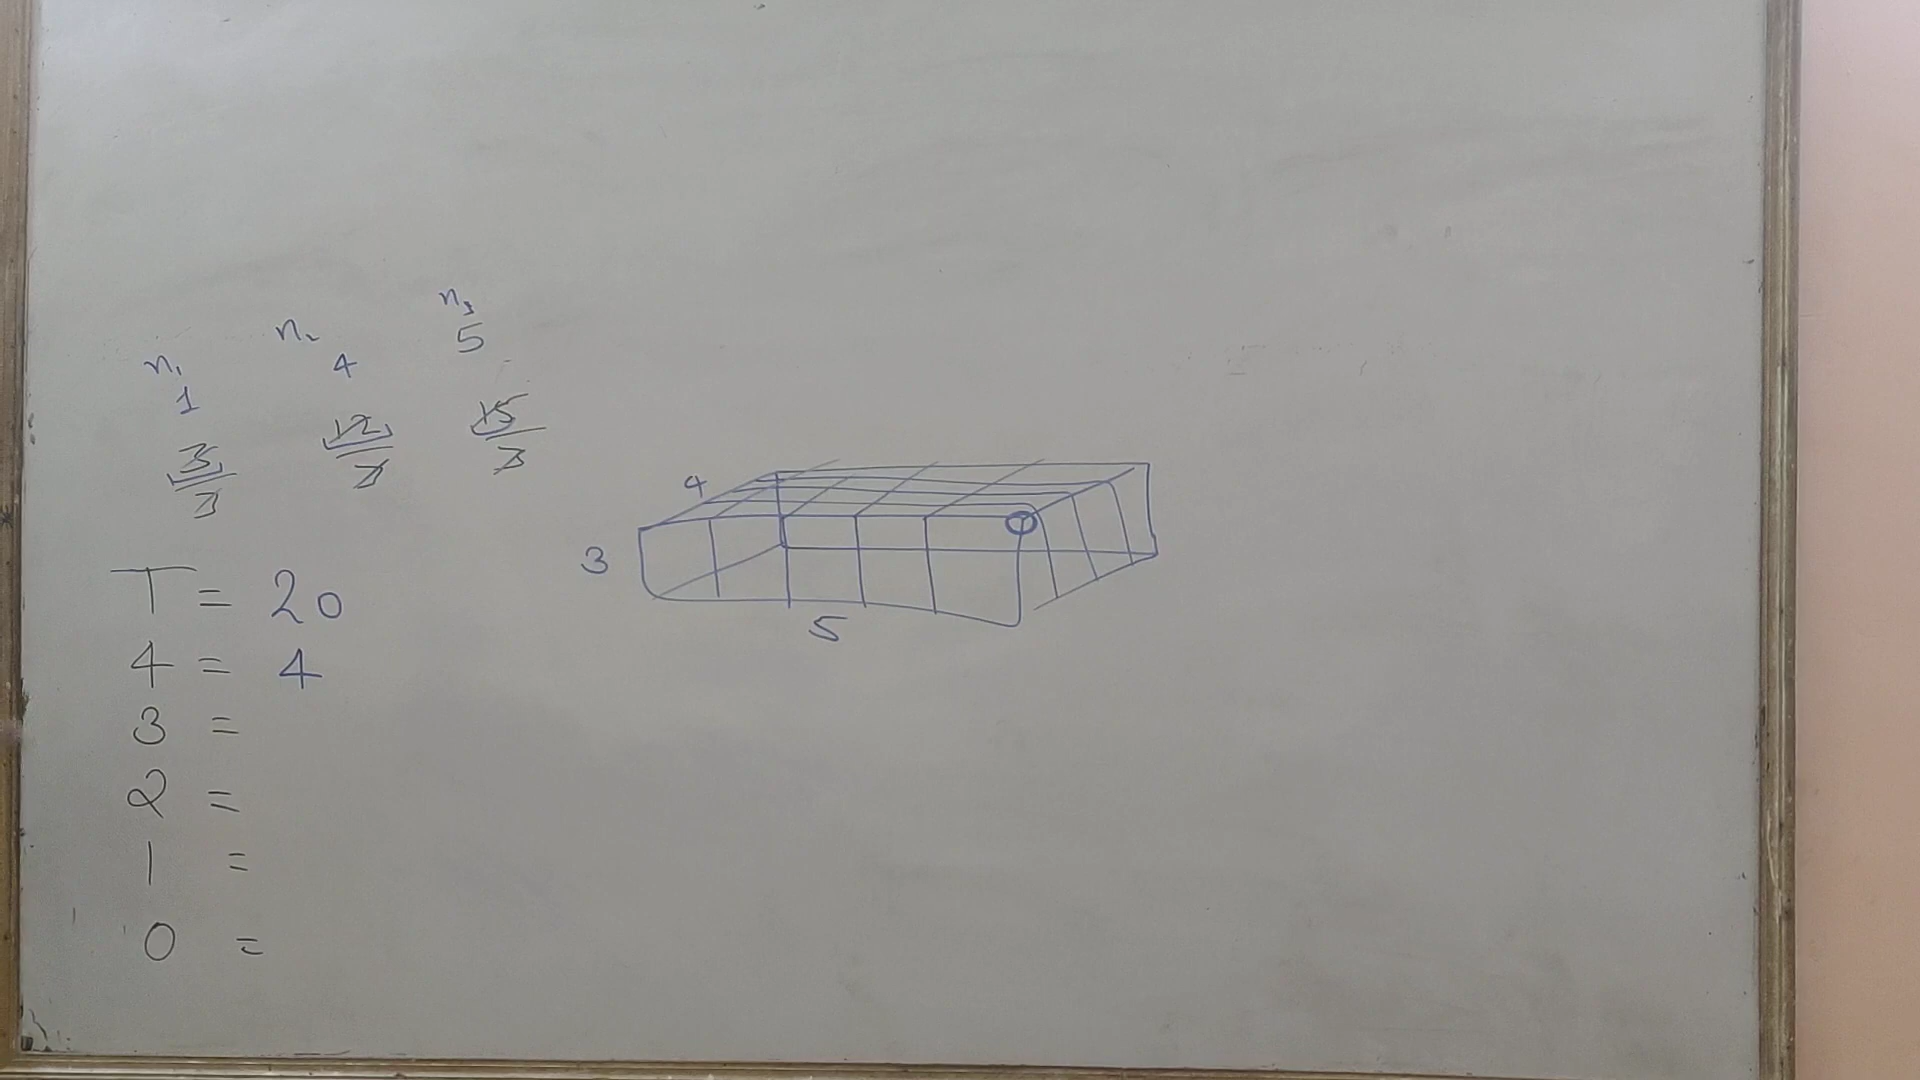 n₁ n₂ n₃
1 4 5
3/3 12/3 15/3
T = 20
4 = 4
3 =
2 =
1 =
0 =
4
3
5